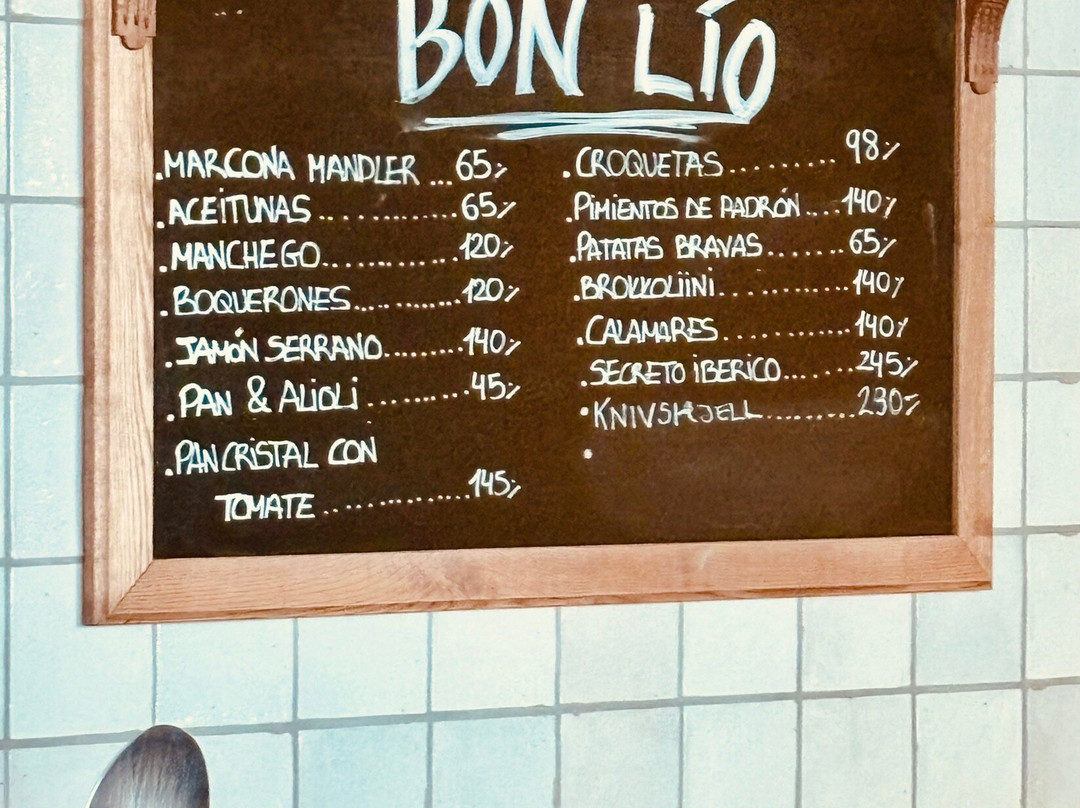 BON LÍO
.MARCONA MANDLER ...65;-
.ACEITUNAS..............65;-
.MANCHEGO..............120;-
.BOQUERONES.............120;-
.JAMÓN SERRANO.........140;-
.PAN & ALIOLI...........45;-
.PAN CRISTAL CON
TOMATE..............145;-
.CROQUETAS..........98;-
.PIMIENTOS DE PADRÓN....140;-
.PATATAS BRAVAS.......65;-
.BROKKOLIINI...........140;-
.CALAMARES...........140;-
.SECRETO IBERICO......245;-
.KNIVSKJELL.........230;-
.